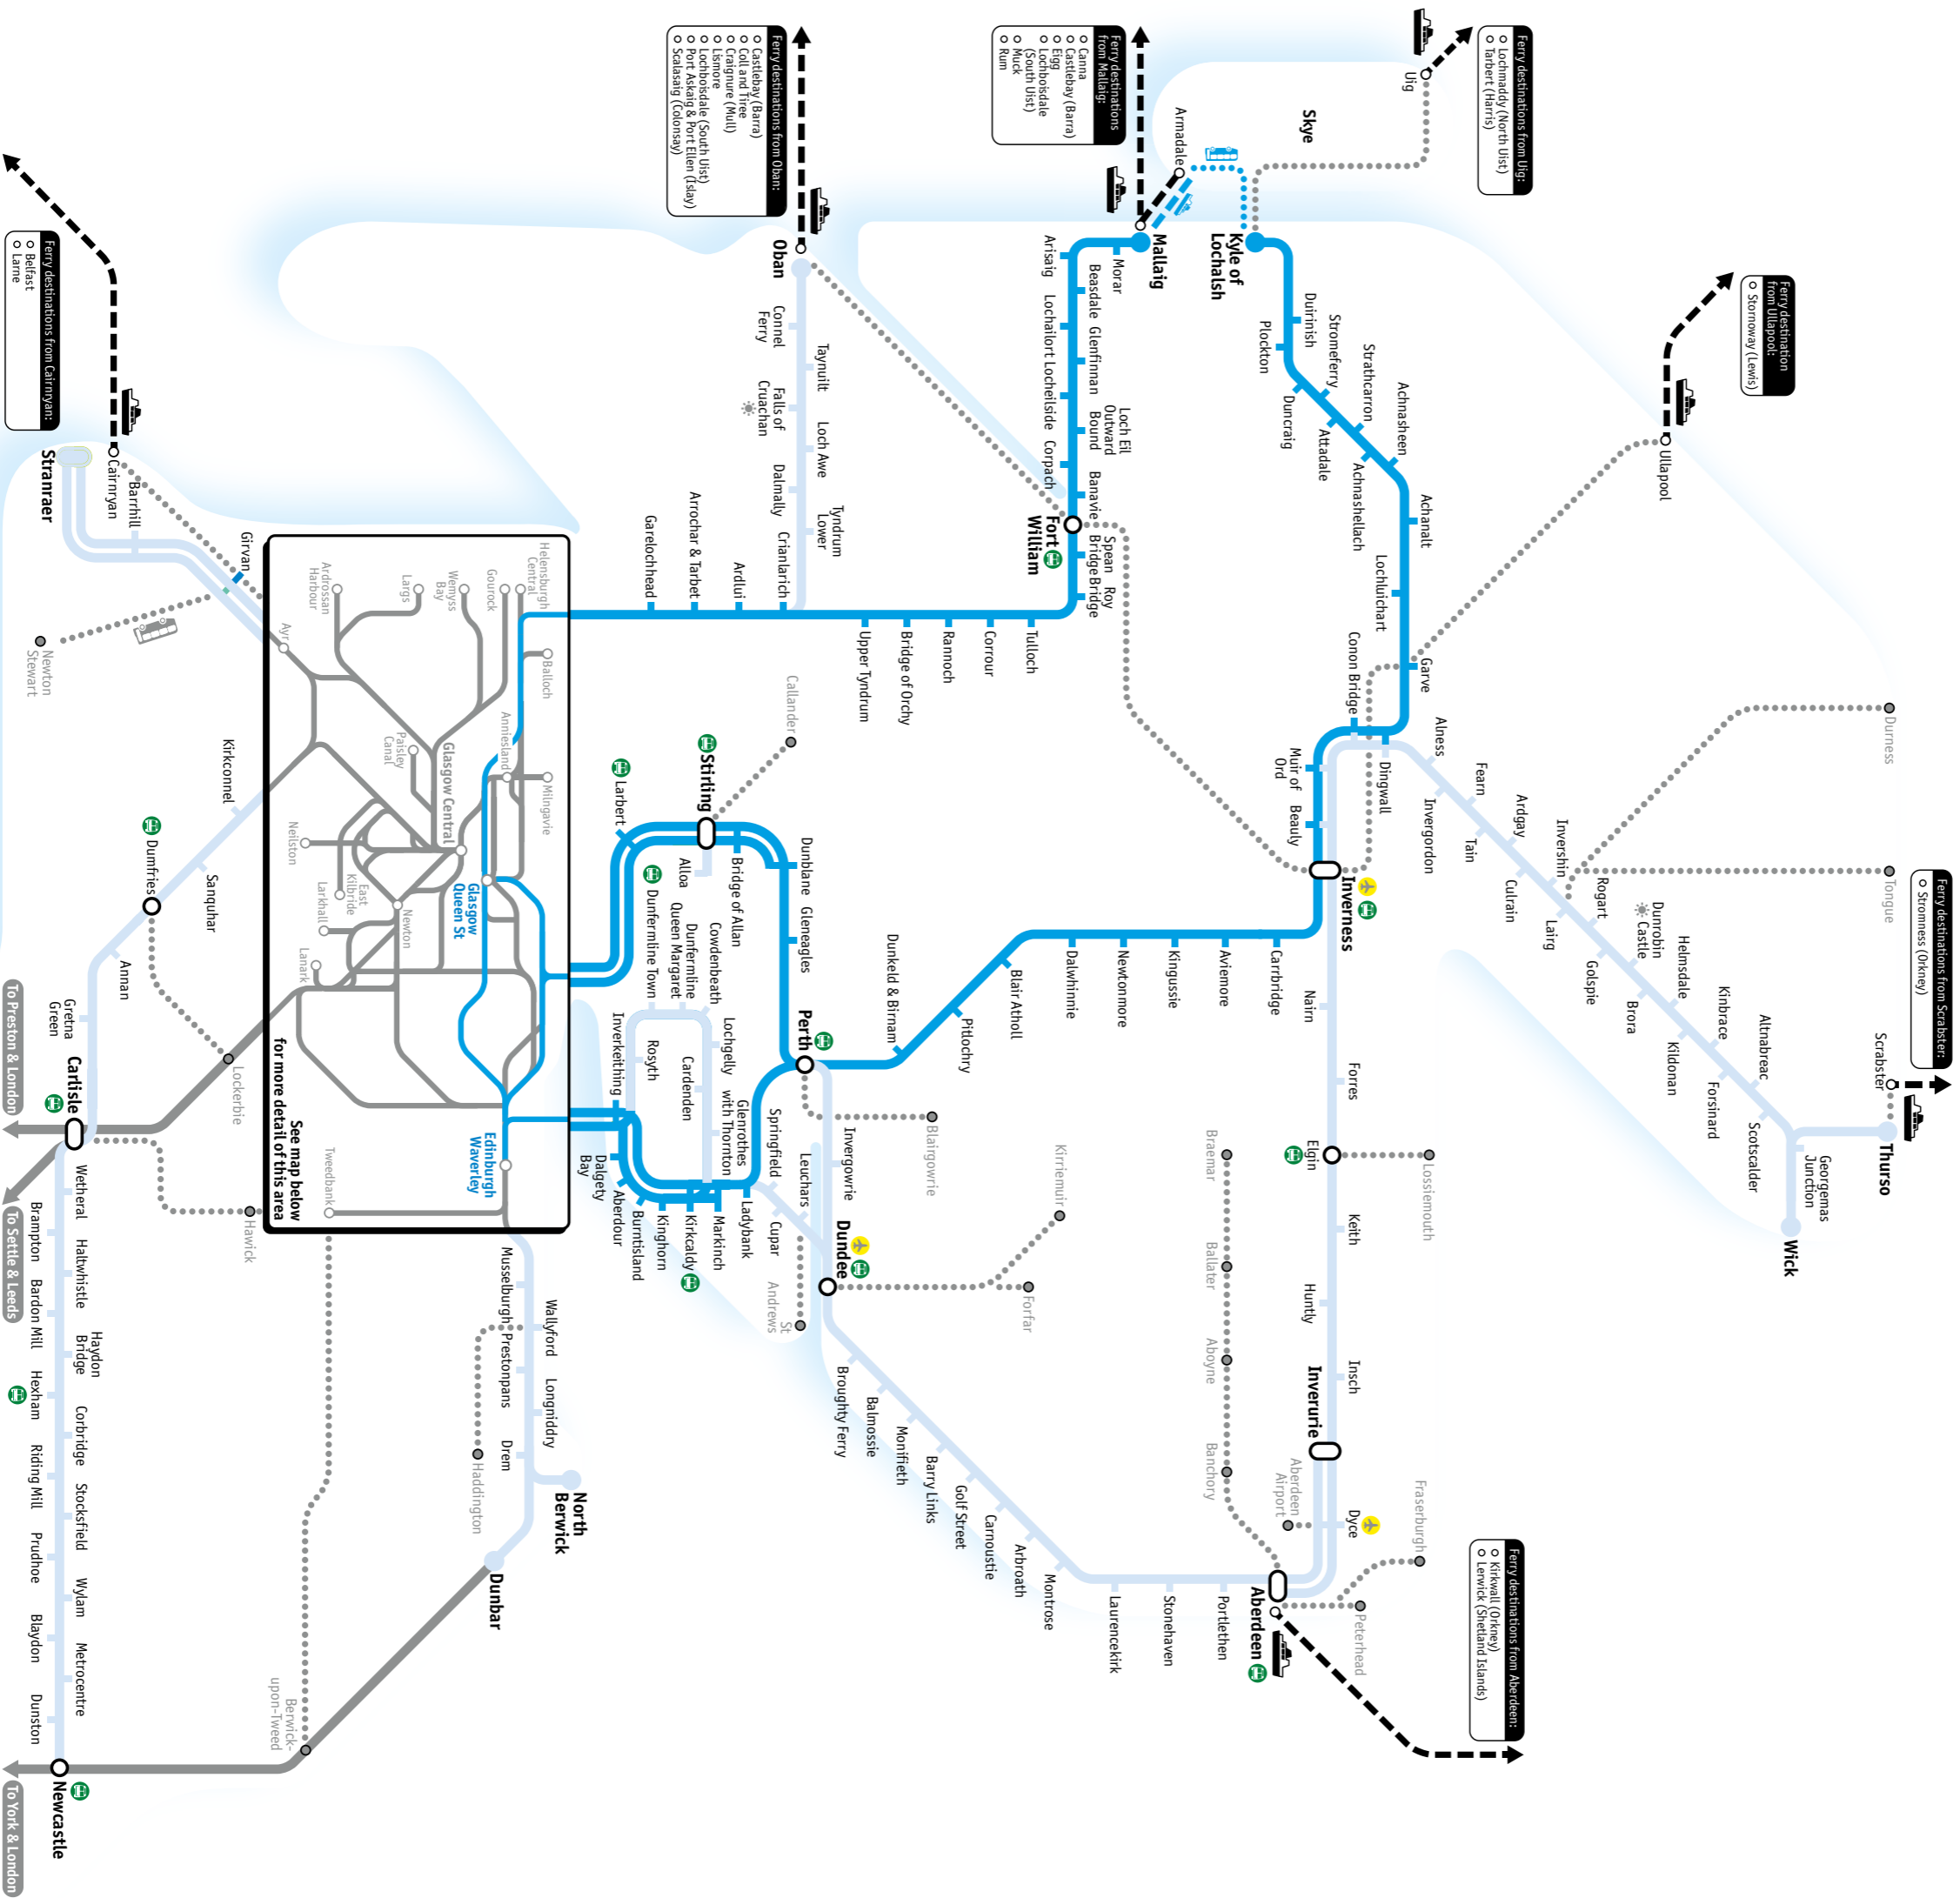 Ferry destinations from Uig:
Lochmaddy (North Uist)
Tarbert (Harris)
Uig
Skye
Armadale
Ferry destinations
from Mallaig:
Canna
Castlebay (Barra)
Eigg
Lochboisdale
(South Uist)
Muck
Rum
Ferry destinations from Oban:
Castlebay (Barra)
Coll and Tiree
Craignure (Mull)
Lismore
Lochboisdale (South Uist)
Port Askaig & Port Ellen (Islay)
Scalasaig (Colonsay)
Ferry destinations from Cairnryan:
Belfast
Larne
Ferry destination
from Ullapool:
Stornoway (Lewis)
Ullapool
Ferry destinations from Scrabster:
Stromness (Orkney)
Scrabster
Ferry destinations from Aberdeen:
Kirkwall (Orkney)
Lerwick (Shetland Islands)
Durness
Tongue
Thurso
Wick
Georgemas
Junction
Scotscalder
Altnabreac
Forsinard
Kinbrace
Kildonan
Helmsdale
Brora
Dunrobin
Castle
Golspie
Rogart
Lairg
Invershin
Culrain
Ardgay
Tain
Fearn
Invergordon
Alness
Dingwall
Conon Bridge
Muir of
Ord
Beauly
Inverness
Kyle of
Lochalsh
Duirinish
Plockton
Stromeferry
Duncraig
Strathcarron
Attadale
Achnasheen
Achnashellach
Achanalt
Lochluichart
Garve
Mallaig
Morar
Arisaig
Beasdale
Lochailort
Glenfinnan
Locheilside
Loch Eil
Outward
Bound
Corpach
Banavie
Fort
William
Spean
Bridge
Roy
Bridge
Tulloch
Corrour
Rannoch
Bridge of Orchy
Upper Tyndrum
Oban
Connel
Ferry
Taynuilt
Falls of
Cruachan
Loch Awe
Dalmally
Tyndrum
Lower
Crianlarich
Ardlui
Arrochar & Tarbet
Garelochhead
Nairn
Forres
Elgin
Lossiemouth
Keith
Huntly
Insch
Inverurie
Dyce
Aberdeen
Airport
Fraserburgh
Peterhead
Aberdeen
Braemar
Ballater
Aboyne
Banchory
Portlethen
Stonehaven
Laurencekirk
Montrose
Arbroath
Carnoustie
Golf Street
Barry Links
Monifieth
Balmossie
Broughty Ferry
Dundee
Invergowrie
Forfar
Kirriemuir
Blairgowrie
Carrbridge
Aviemore
Kingussie
Newtonmore
Dalwhinnie
Blair Atholl
Pitlochry
Dunkeld & Birnam
Perth
Gleneagles
Dunblane
Bridge of Allan
Stirling
Callander
Alloa
Larbert
Dunfermline Town
Dunfermline
Queen Margaret
Cowdenbeath
Lochgelly
Cardenden
Glenrothes
with Thornton
Rosyth
Inverkeithing
Dalgety
Bay
Aberdour
Burntisland
Kinghorn
Kirkcaldy
Markinch
Ladybank
Springfield
Cupar
Leuchars
St
Andrews
Helensburgh
Central
Gourock
Wemyss
Bay
Largs
Ardrossan
Harbour
Ayr
Balloch
Anniesland
Milngavie
Paisley
Canal
Glasgow Central
Glasgow
Queen St
Neilston
East
Kilbride
Larkhall
Newton
Lanark
Edinburgh
Waverley
Tweedbank
See map below
for more detail of this area
Stranraer
Cairnryan
Barrhill
Girvan
Newton
Stewart
Kirkconnel
Sanquhar
Dumfries
Annan
Gretna
Green
Lockerbie
Carlisle
To Preston & London
To Settle & Leeds
Hawick
Wetheral
Brampton
Haltwhistle
Bardon Mill
Haydon
Bridge
Hexham
Corbridge
Riding Mill
Stocksfield
Prudhoe
Wylam
Blaydon
Metrocentre
Dunston
Newcastle
To York & London
Musselburgh
Wallyford
Prestonpans
Longniddry
Drem
North
Berwick
Haddington
Dunbar
Berwick-
upon-Tweed